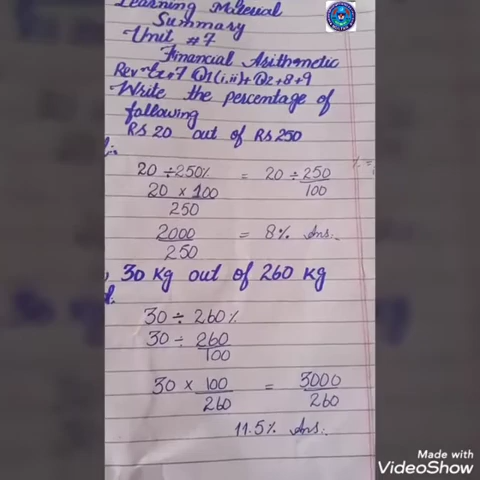 Learning Material
Summary
Unit #7
Financial Arithmetic
Rev Ex#7 Q1(i,ii)+Q2+8+9
Write the percentage of
following
RS 20 out of RS 250
20 ÷250% = 20 ÷ 250/100
20 x 100
250
2000 = 8% Ans:-
250
30 kg out of 260 kg
30 ÷ 260%
30 ÷ 260
100
30 x 100 = 3000
260 260
11.5% Ans:-
Made with
VideoShow